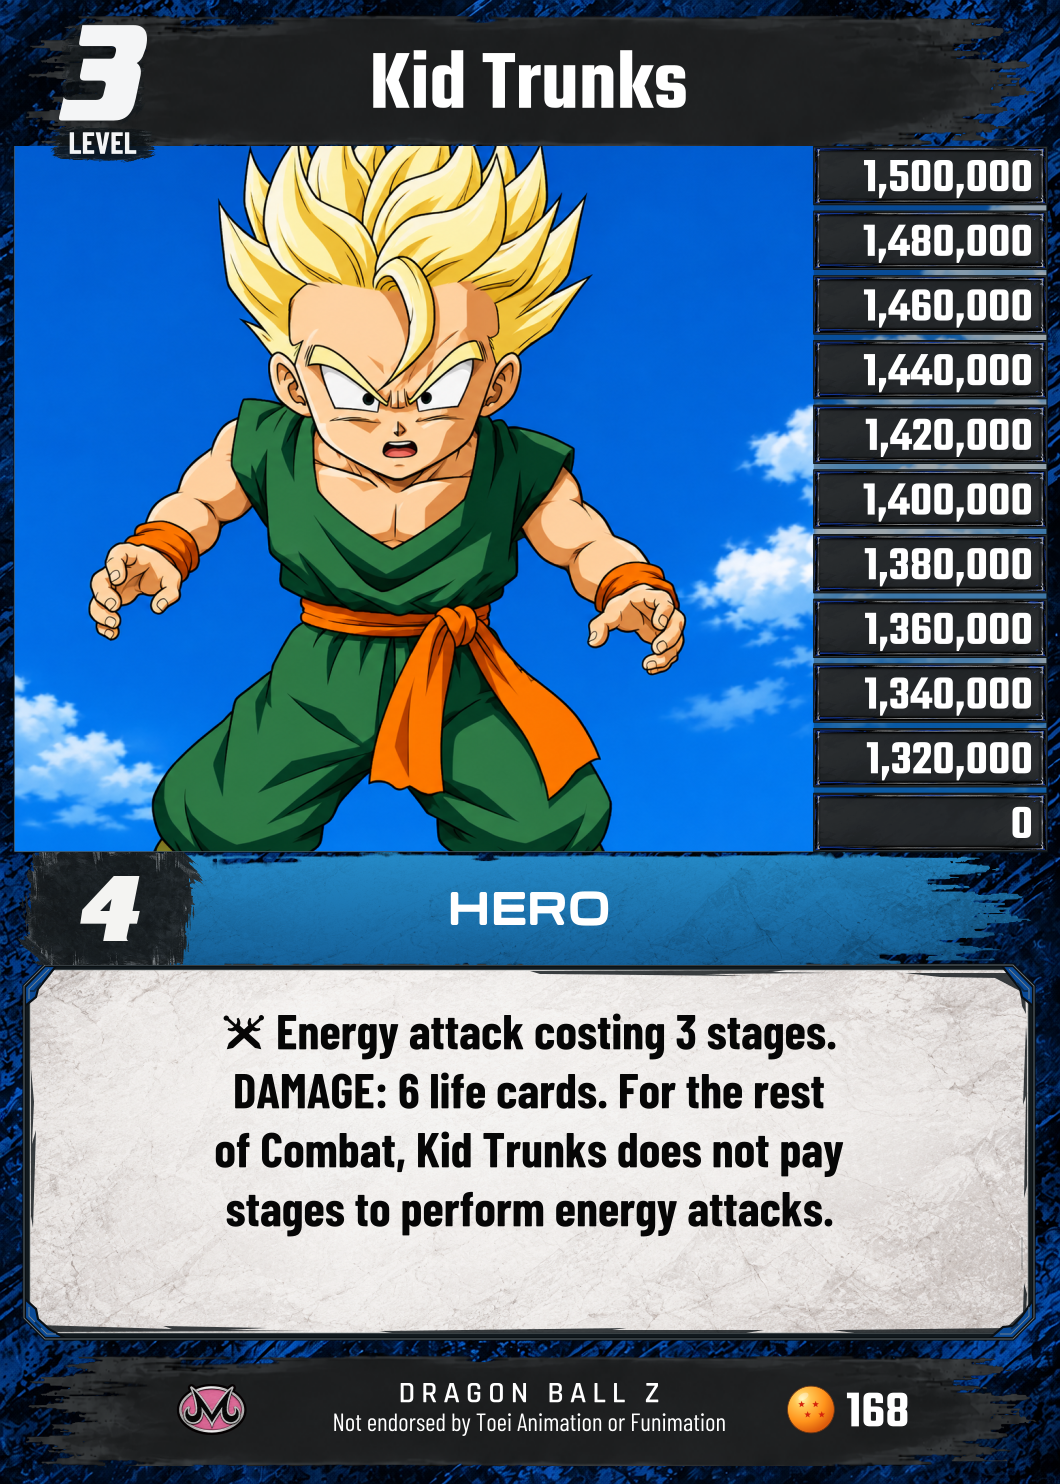 3
LEVEL
Kid Trunks
1,500,000
1,480,000
1,460,000
1,440,000
1,420,000
1,400,000
1,380,000
1,360,000
1,340,000
1,320,000
0
4
HERO
Energy attack costing 3 stages.
DAMAGE: 6 life cards. For the rest
of Combat, Kid Trunks does not pay
stages to perform energy attacks.
M
DRAGON BALL Z
Not endorsed by Toei Animation or Funimation
168